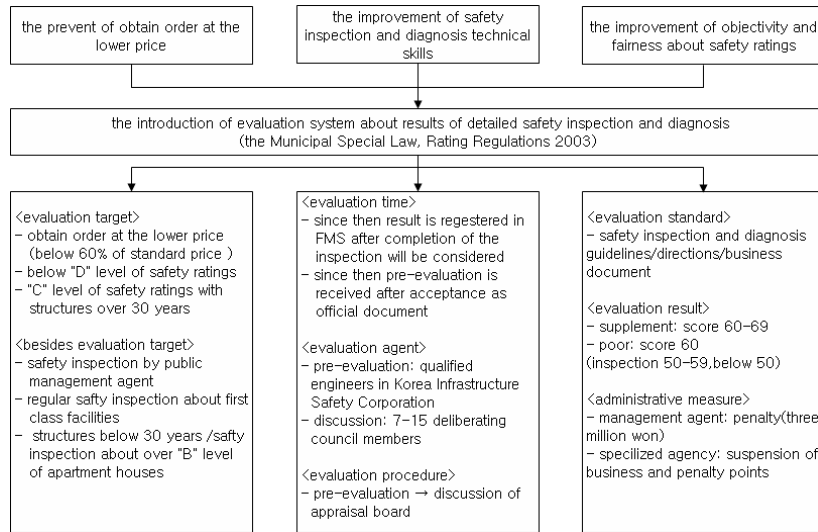 the prevent of obtain order at the
lower price
the improvement of safety
inspection and diagnosis technical
skills
the improvement of objectivity and
fairness about safety ratings
the introduction of evaluation system about results of detailed safety inspection and diagnosis
(the Municipal Special Law, Rating Regulations 2003)
<evaluation target>
- obtain order at the lower price
(below 60% of standard price )
- below "D" level of safety ratings
- "C" level of safety ratings with
structures over 30 years
<besides evaluation target>
- safety inspection by public
management agent
- regular safty inspection about first
class facilities
- structures below 30 years /safty
inspection about over "B" level
of apartment houses
<evaluation time>
- since then result is regestered in
FMS after completion of the
inspection will be considered
- since then pre-evaluation is
received after acceptance as
official document
<evaluation agent>
- pre-evaluation: qualified
engineers in Korea Infrastructure
Safety Corporation
- discussion: 7-15 deliberating
council members
<evaluation procedure>
- pre-evaluation → discussion of
appraisal board
<evaluation standard>
- safety inspection and diagnosis
guidelines/directions/business
document
<evaluation result>
- supplement: score 60-69
- poor: score 60
(inspection 50-59,below 50)
<administrative measure>
- management agent: penalty(three
million won)
- specilized agency: suspension of
business and penalty points